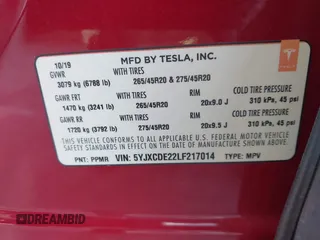 MFD BY TESLA, INC.
10/19
GVWR WITH TIRES
3079 kg (6788 lb) 265/45R20 & 275/45R20
GAWR FRT WITH TIRES RIM COLD TIRE PRESSURE
1470 kg (3241 lb) 265/45R20 20x9.0 J 310 kPa, 45 psi
GAWR RR WITH TIRES RIM COLD TIRE PRESSURE
1720 kg (3792 lb) 275/45R20 20x9.5 J 310 kPa, 45 psi
THIS VEHICLE CONFORMS TO ALL APPLICABLE
U.S. FEDERAL MOTOR VEHICLE SAFETY STANDARDS
IN EFFECT ON THE DATE OF MANUFACTURE SHOWN ABOVE.
PNT: PPMR VIN: 5YJXCDE22LF217014 TYPE: MPV
DREAMBID